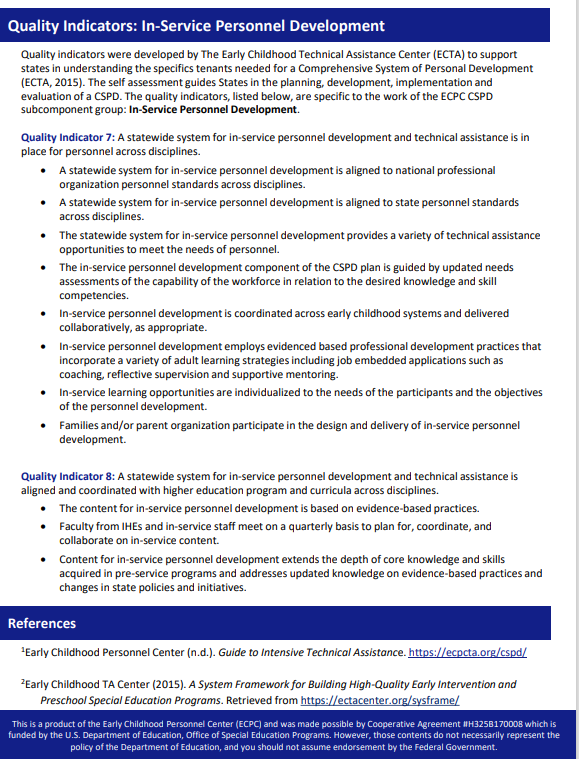 Quality Indicators: In-Service Personnel Development
Quality indicators were developed by The Early Childhood Technical Assistance Center (ECTA) to support
states in understanding the specifics tenants needed for a Comprehensive System of Personal Development
(ECTA, 2015). The self assessment guides States in the planning, development, implementation and
evaluation of a CSPD. The quality indicators, listed below, are specific to the work of the ECPC CSPD
subcomponent group: In-Service Personnel Development.
Quality Indicator 7: A statewide system for in-service personnel development and technical assistance is in
place for personnel across disciplines.
• A statewide system for in-service personnel development is aligned to national professional
organization personnel standards across disciplines.
• A statewide system for in-service personnel development is aligned to state personnel standards
across disciplines.
• The statewide system for in-service personnel development provides a variety of technical assistance
opportunities to meet the needs of personnel.
• The in-service personnel development component of the CSPD plan is guided by updated needs
assessments of the capability of the workforce in relation to the desired knowledge and skill
competencies.
• In-service personnel development is coordinated across early childhood systems and delivered
collaboratively, as appropriate.
• In-service personnel development employs evidenced based professional development practices that
incorporate a variety of adult learning strategies including job embedded applications such as
coaching, reflective supervision and supportive mentoring.
• In-service learning opportunities are individualized to the needs of the participants and the objectives
of the personnel development.
• Families and/or parent organization participate in the design and delivery of in-service personnel
development.
Quality Indicator 8: A statewide system for in-service personnel development and technical assistance is
aligned and coordinated with higher education program and curricula across disciplines.
• The content for in-service personnel development is based on evidence-based practices.
• Faculty from IHEs and in-service staff meet on a quarterly basis to plan for, coordinate, and
collaborate on in-service content.
• Content for in-service personnel development extends the depth of core knowledge and skills
acquired in pre-service programs and addresses updated knowledge on evidence-based practices and
changes in state policies and initiatives.
References
1Early Childhood Personnel Center (n.d.). Guide to Intensive Technical Assistance. https://ecpcta.org/cspd/
2Early Childhood TA Center (2015). A System Framework for Building High-Quality Early Intervention and
Preschool Special Education Programs. Retrieved from https://ectacenter.org/sysframe/
This is a product of the Early Childhood Personnel Center (ECPC) and was made possible by Cooperative Agreement #H325B170008 which is
funded by the U.S. Department of Education, Office of Special Education Programs. However, those contents do not necessarily represent the
policy of the Department of Education, and you should not assume endorsement by the Federal Government.